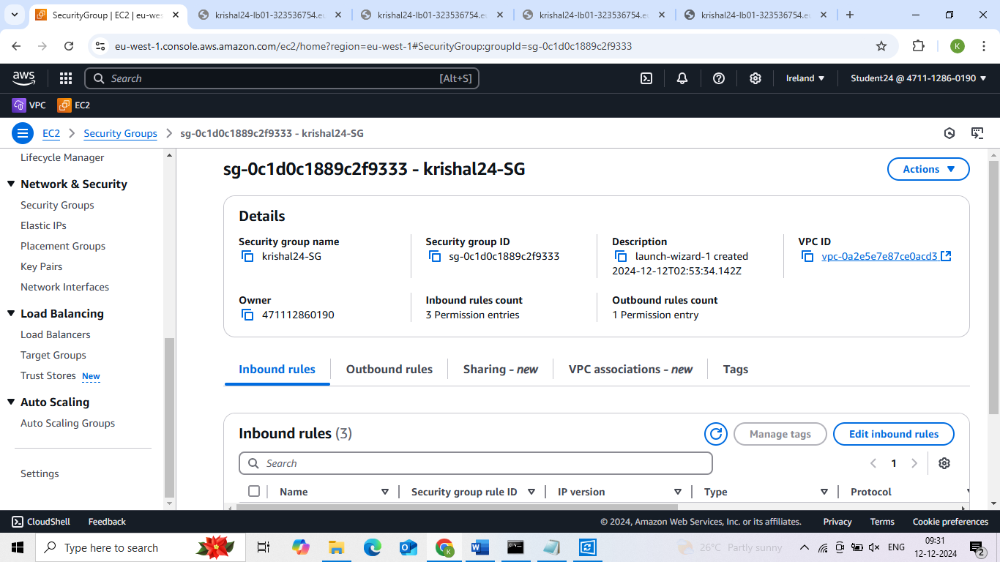 SecurityGroup | EC2 | eu-wes
krishal24-lb01-323536754.eu
krishal24-lb01-323536754.eu
krishal24-lb01-323536754.eu
krishal24-lb01-323536754.eu
eu-west-1.console.aws.amazon.com/ec2/home?region=eu-west-1#SecurityGroup:groupId=sg-0c1d0c1889c2f9333
K
aws
Search [Alt+S]
Ireland
Student24 @ 4711-1286-0190
VPC
EC2
EC2
Security Groups
sg-0c1d0c1889c2f9333 - krishal24-SG
Lifecycle Manager
Network & Security
Security Groups
Elastic IPs
Placement Groups
Key Pairs
Network Interfaces
Load Balancing
Load Balancers
Target Groups
Trust Stores New
Auto Scaling
Auto Scaling Groups
Settings
sg-0c1d0c1889c2f9333 - krishal24-SG
Actions
Details
Security group name
krishal24-SG
Security group ID
sg-0c1d0c1889c2f9333
Description
launch-wizard-1 created
2024-12-12T02:53:34.142Z
VPC ID
vpc-0a2e5e7e87ce0acd3
Owner
471112860190
Inbound rules count
3 Permission entries
Outbound rules count
1 Permission entry
Inbound rules
Outbound rules
Sharing - new
VPC associations - new
Tags
Inbound rules (3)
Manage tags
Edit inbound rules
Search
1
Name
Security group rule ID
IP version
Type
Protocol
CloudShell
Feedback
© 2024, Amazon Web Services, Inc. or its affiliates.
Privacy
Terms
Cookie preferences
Type here to search
26°C Partly sunny
ENG
09:31
12-12-2024
2